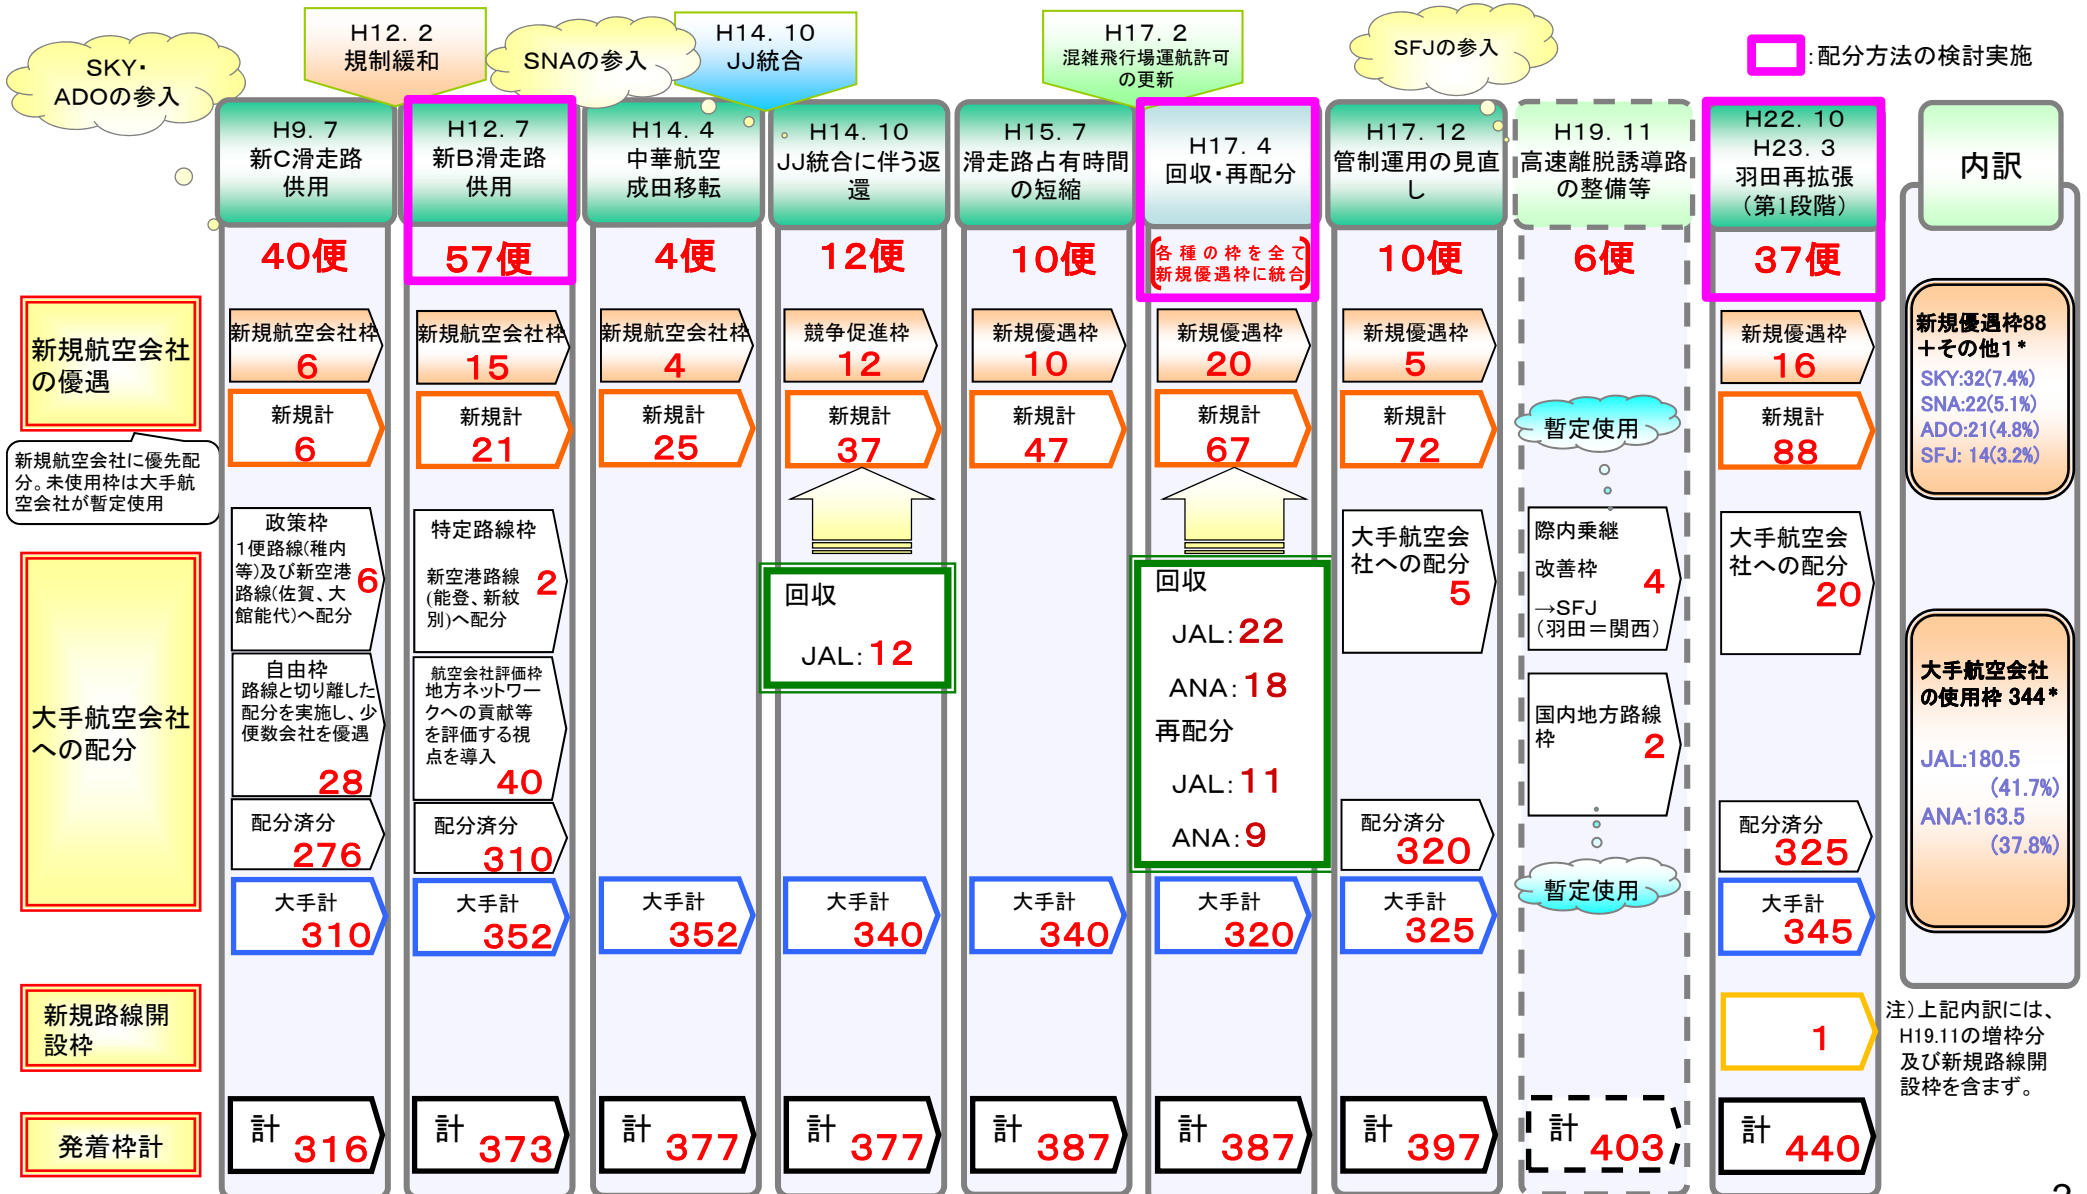 SKY・
ADOの参入
H12. 2
規制緩和
SNAの参入
H14. 10
JJ統合
H17. 2
混雑飛行場運航許可
の更新
SFJの参入
:配分方法の検討実施
H9. 7
新C滑走路
供用
40便
H12. 7
新B滑走路
供用
57便
H14. 4
中華航空
成田移転
4便
H14. 10
JJ統合に伴う返
還
12便
H15. 7
滑走路占有時間
の短縮
10便
H17. 4
回収・再配分
各種の枠を全て
新規優遇枠に統合
H17. 12
管制運用の見直
し
10便
H19. 11
高速離脱誘導路
の整備等
6便
H22. 10
H23. 3
羽田再拡張
（第1段階）
37便
内訳
新規航空会社
の優遇
新規航空会社枠
6
新規航空会社枠
15
新規航空会社枠
4
競争促進枠
12
新規優遇枠
10
新規優遇枠
20
新規優遇枠
5
新規優遇枠
16
新規計
6
新規計
21
新規計
25
新規計
37
新規計
47
新規計
67
新規計
72
暫定使用
新規計
88
新規優遇枠88
＋その他1*
SKY:32(7.4%)
SNA:22(5.1%)
ADO:21(4.8%)
SFJ: 14(3.2%)
新規航空会社に優先配
分。未使用枠は大手航
空会社が暫定使用
大手航空会社
への配分
政策枠
1便路線(稚内
等)及び新空港
路線(佐賀、大
館能代)へ配分
6
自由枠
路線と切り離した
配分を実施し、少
便数会社を優遇
28
配分済分
276
大手計
310
特定路線枠
新空港路線
(能登、新紋
別)へ配分
2
航空会社評価枠
地方ネットワー
クへの貢献等
を評価する視
点を導入
40
配分済分
310
大手計
352
大手計
352
回収
JAL：12
大手計
340
大手計
340
回収
JAL：22
ANA：18
再配分
JAL：11
ANA：9
大手計
320
大手航空会
社への配分
5
配分済分
320
大手計
325
際内乗継
改善枠
4
→SFJ
（羽田＝関西）
国内地方路線
枠
2
暫定使用
大手航空会
社への配分
20
配分済分
325
大手計
345
大手航空会社
の使用枠 344*
JAL:180.5
(41.7%)
ANA:163.5
(37.8%)
新規路線開
設枠
1
注）上記内訳には、
H19.11の増枠分
及び新規路線開
設枠を含まず。
発着枠計
計 316
計 373
計 377
計 377
計 387
計 387
計 397
計 403
計 440